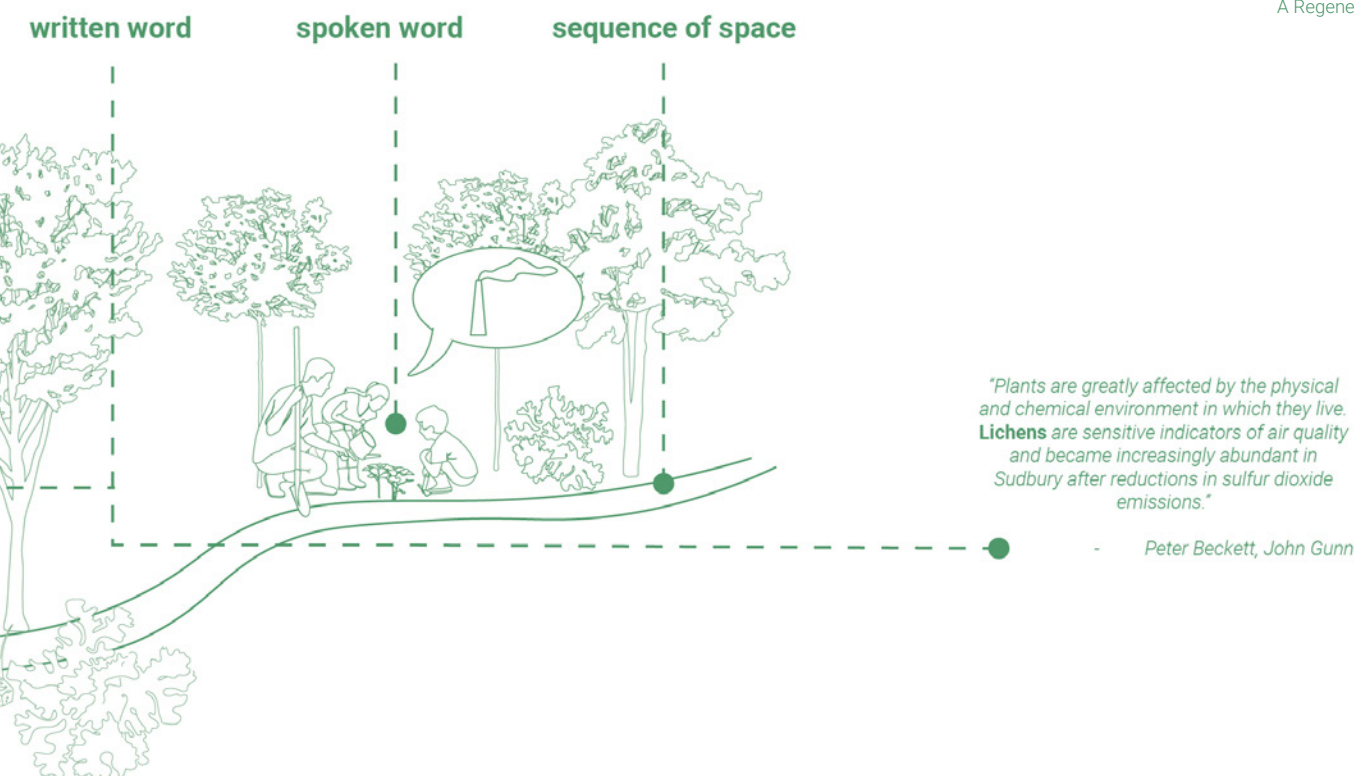 A Regene
written word
spoken word
sequence of space
“Plants are greatly affected by the physical
and chemical environment in which they live.
Lichens are sensitive indicators of air quality
and became increasingly abundant in
Sudbury after reductions in sulfur dioxide
emissions.”
- Peter Beckett, John Gunn